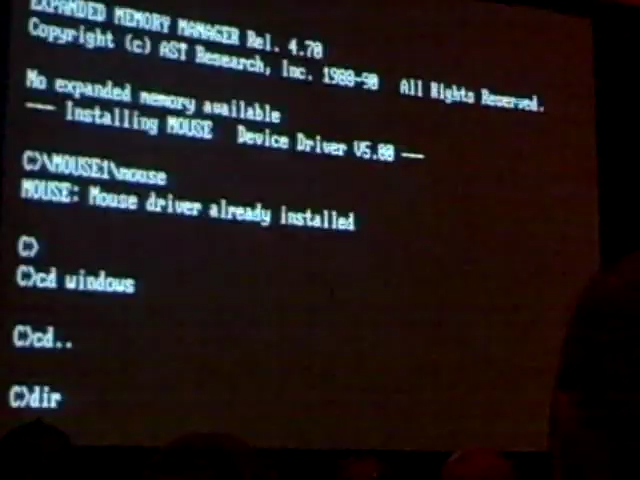 EXPANDED MEMORY MANAGER Rel. 4.70
Copyright (c) AST Research, Inc. 1988-90 All Rights Reserved.
No expanded memory available
--- Installing MOUSE Device Driver V5.00 ---
C>\MOUSE1\mouse
MOUSE: Mouse driver already installed
C>
C>cd windows
C>cd..
C>dir